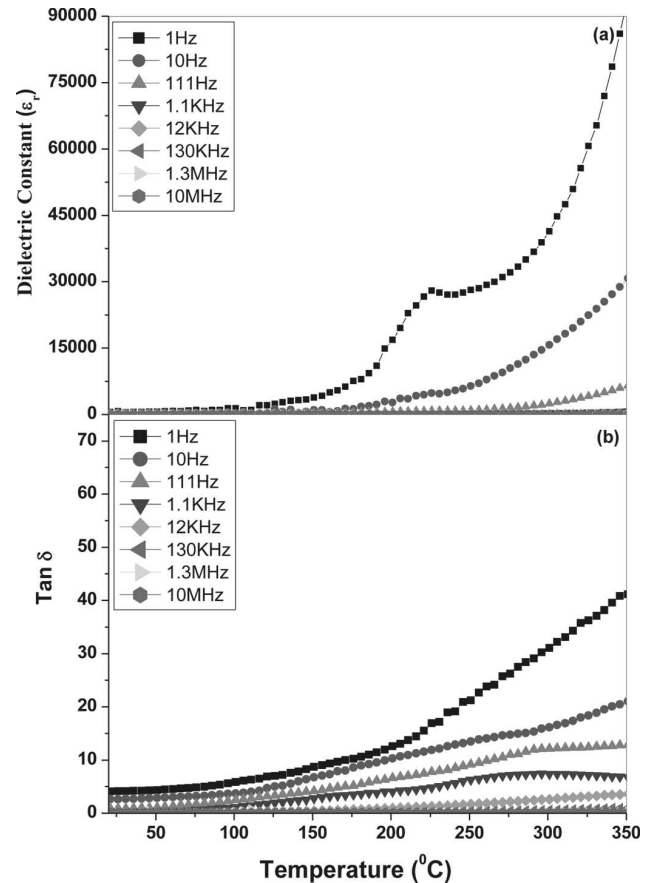 (a)
90000
75000
60000
45000
30000
15000
0
Dielectric Constant (εr)
1Hz
10Hz
111Hz
1.1KHz
12KHz
130KHz
1.3MHz
10MHz
(b)
70
60
50
40
30
20
10
0
Tan δ
1Hz
10Hz
111Hz
1.1KHz
12KHz
130KHz
1.3MHz
10MHz
50 100 150 200 250 300 350
Temperature (⁰C)